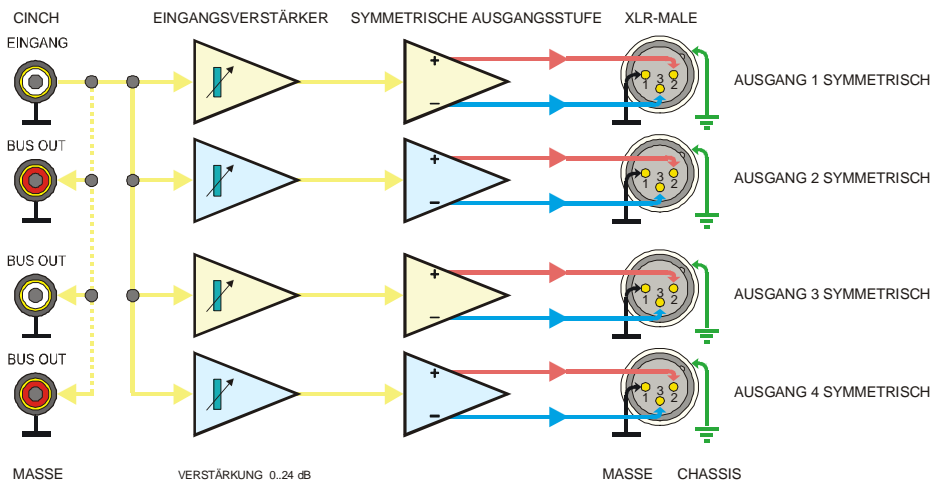 CINCH EINGANGSVERSTÄRKER SYMMETRISCHE AUSGANGSSTUFE XLR-MALE
EINGANG
+
−
1 3 2
AUSGANG 1 SYMMETRISCH
BUS OUT
+
−
1 3 2
AUSGANG 2 SYMMETRISCH
BUS OUT
+
−
1 3 2
AUSGANG 3 SYMMETRISCH
BUS OUT
+
−
1 3 2
AUSGANG 4 SYMMETRISCH
MASSE VERSTÄRKUNG 0..24 dB MASSE CHASSIS